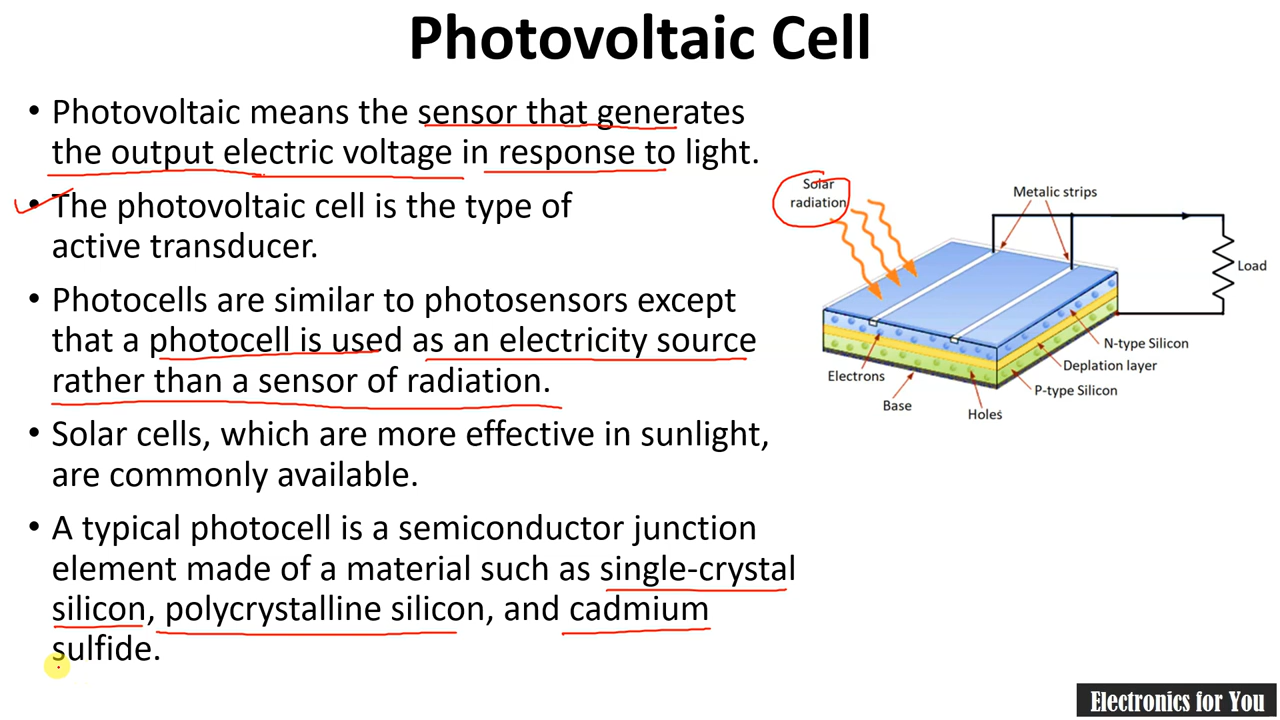 Photovoltaic Cell
• Photovoltaic means the sensor that generates
the output electric voltage in response to light.
• The photovoltaic cell is the type of
active transducer.
• Photocells are similar to photosensors except
that a photocell is used as an electricity source
rather than a sensor of radiation.
• Solar cells, which are more effective in sunlight,
are commonly available.
• A typical photocell is a semiconductor junction
element made of a material such as single-crystal
silicon, polycrystalline silicon, and cadmium
sulfide.
Solar
radiation
Metalic strips
Load
N-type Silicon
Deplation layer
P-type Silicon
Electrons
Base
Holes
Electronics for You